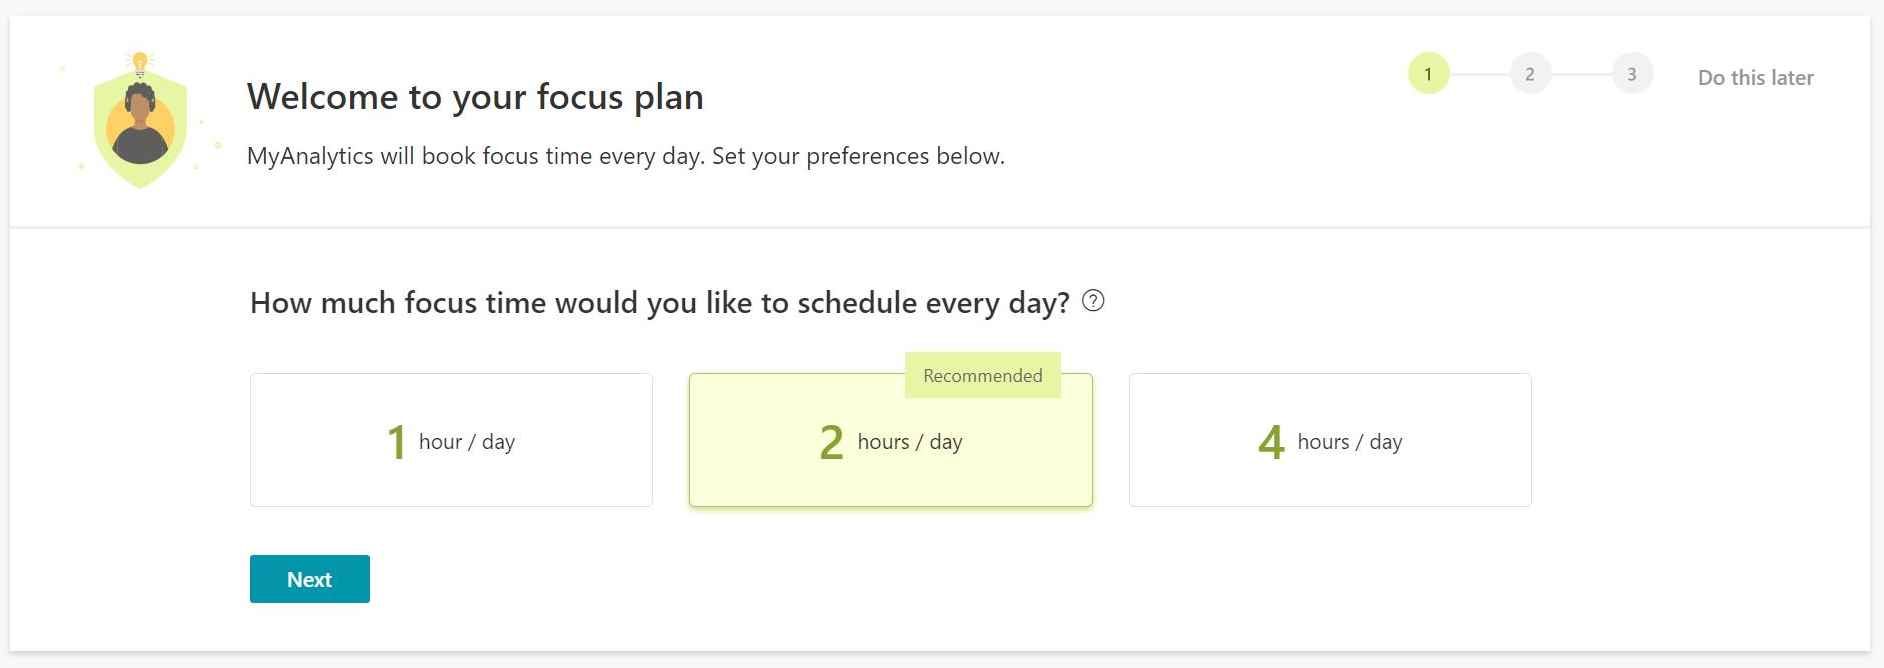 Welcome to your focus plan
MyAnalytics will book focus time every day. Set your preferences below.
1 2 3 Do this later
How much focus time would you like to schedule every day? ?
1 hour / day
Recommended
2 hours / day
4 hours / day
Next